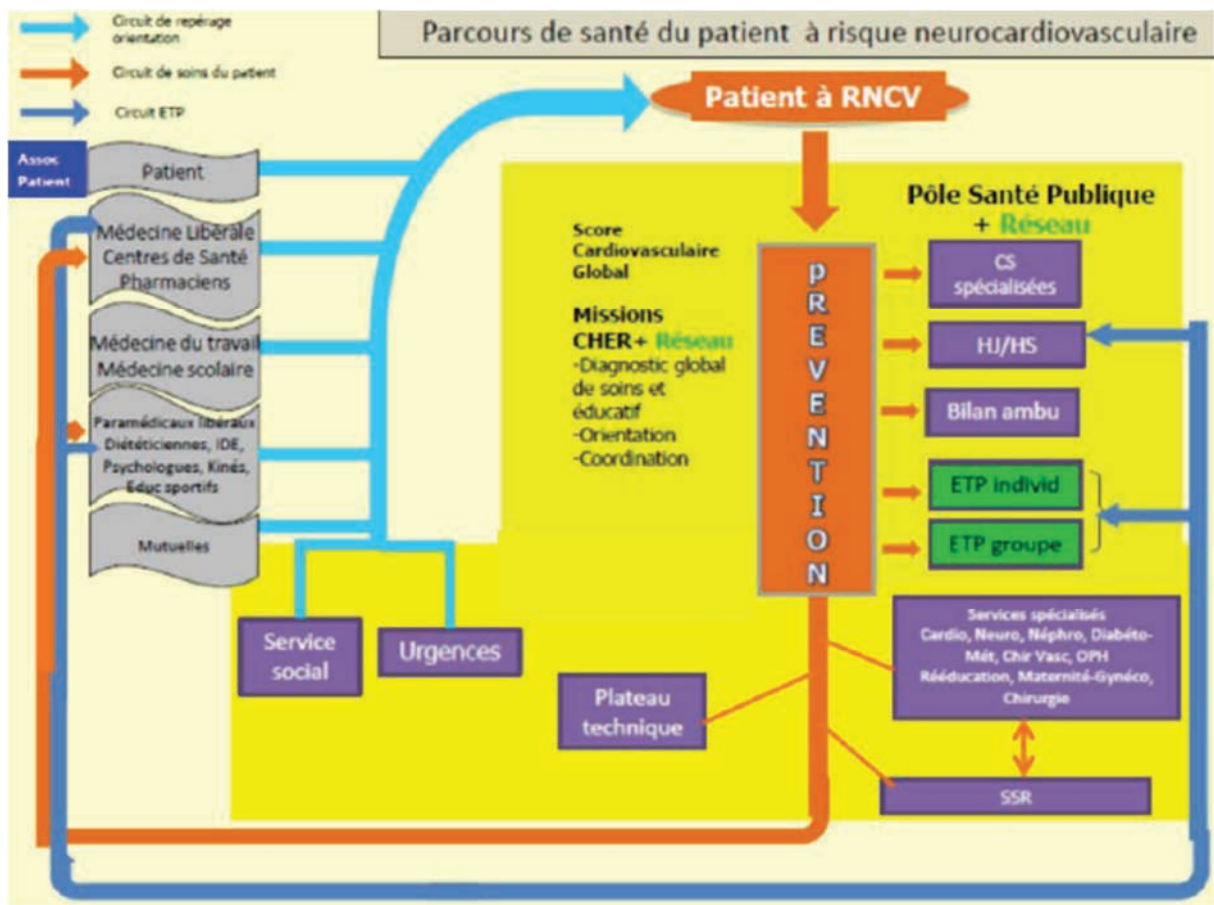 Circuit de repérage
orientation
Circuit de soins du patient
Circuit ETP
Parcours de santé du patient à risque neurocardiovasculaire
Patient à RNCV
Assoc
Patient
Patient
Médecine Libérale
Centres de Santé
Pharmaciens
Médecine du travail
Médecine scolaire
Paramédicaux libéraux
Diététiciennes, IDE,
Psychologues, Kinés,
Educ sportifs
Mutuelles
Service
social
Urgences
Score
Cardiovasculaire
Global
Missions
CHER+ Réseau
-Diagnostic global
de soins et
éducatif
-Orientation
-Coordination
PREVENTION
Pôle Santé Publique
+ Réseau
CS
spécialisées
HJ/HS
Bilan ambu
ETP individ
ETP groupe
Services spécialisés
Cardio, Neuro, Néphro, Diabéto-
Mét, Chir Vasc, OPH
Rééducation, Maternité-Gynéco,
Chirurgie
Plateau
technique
SSR